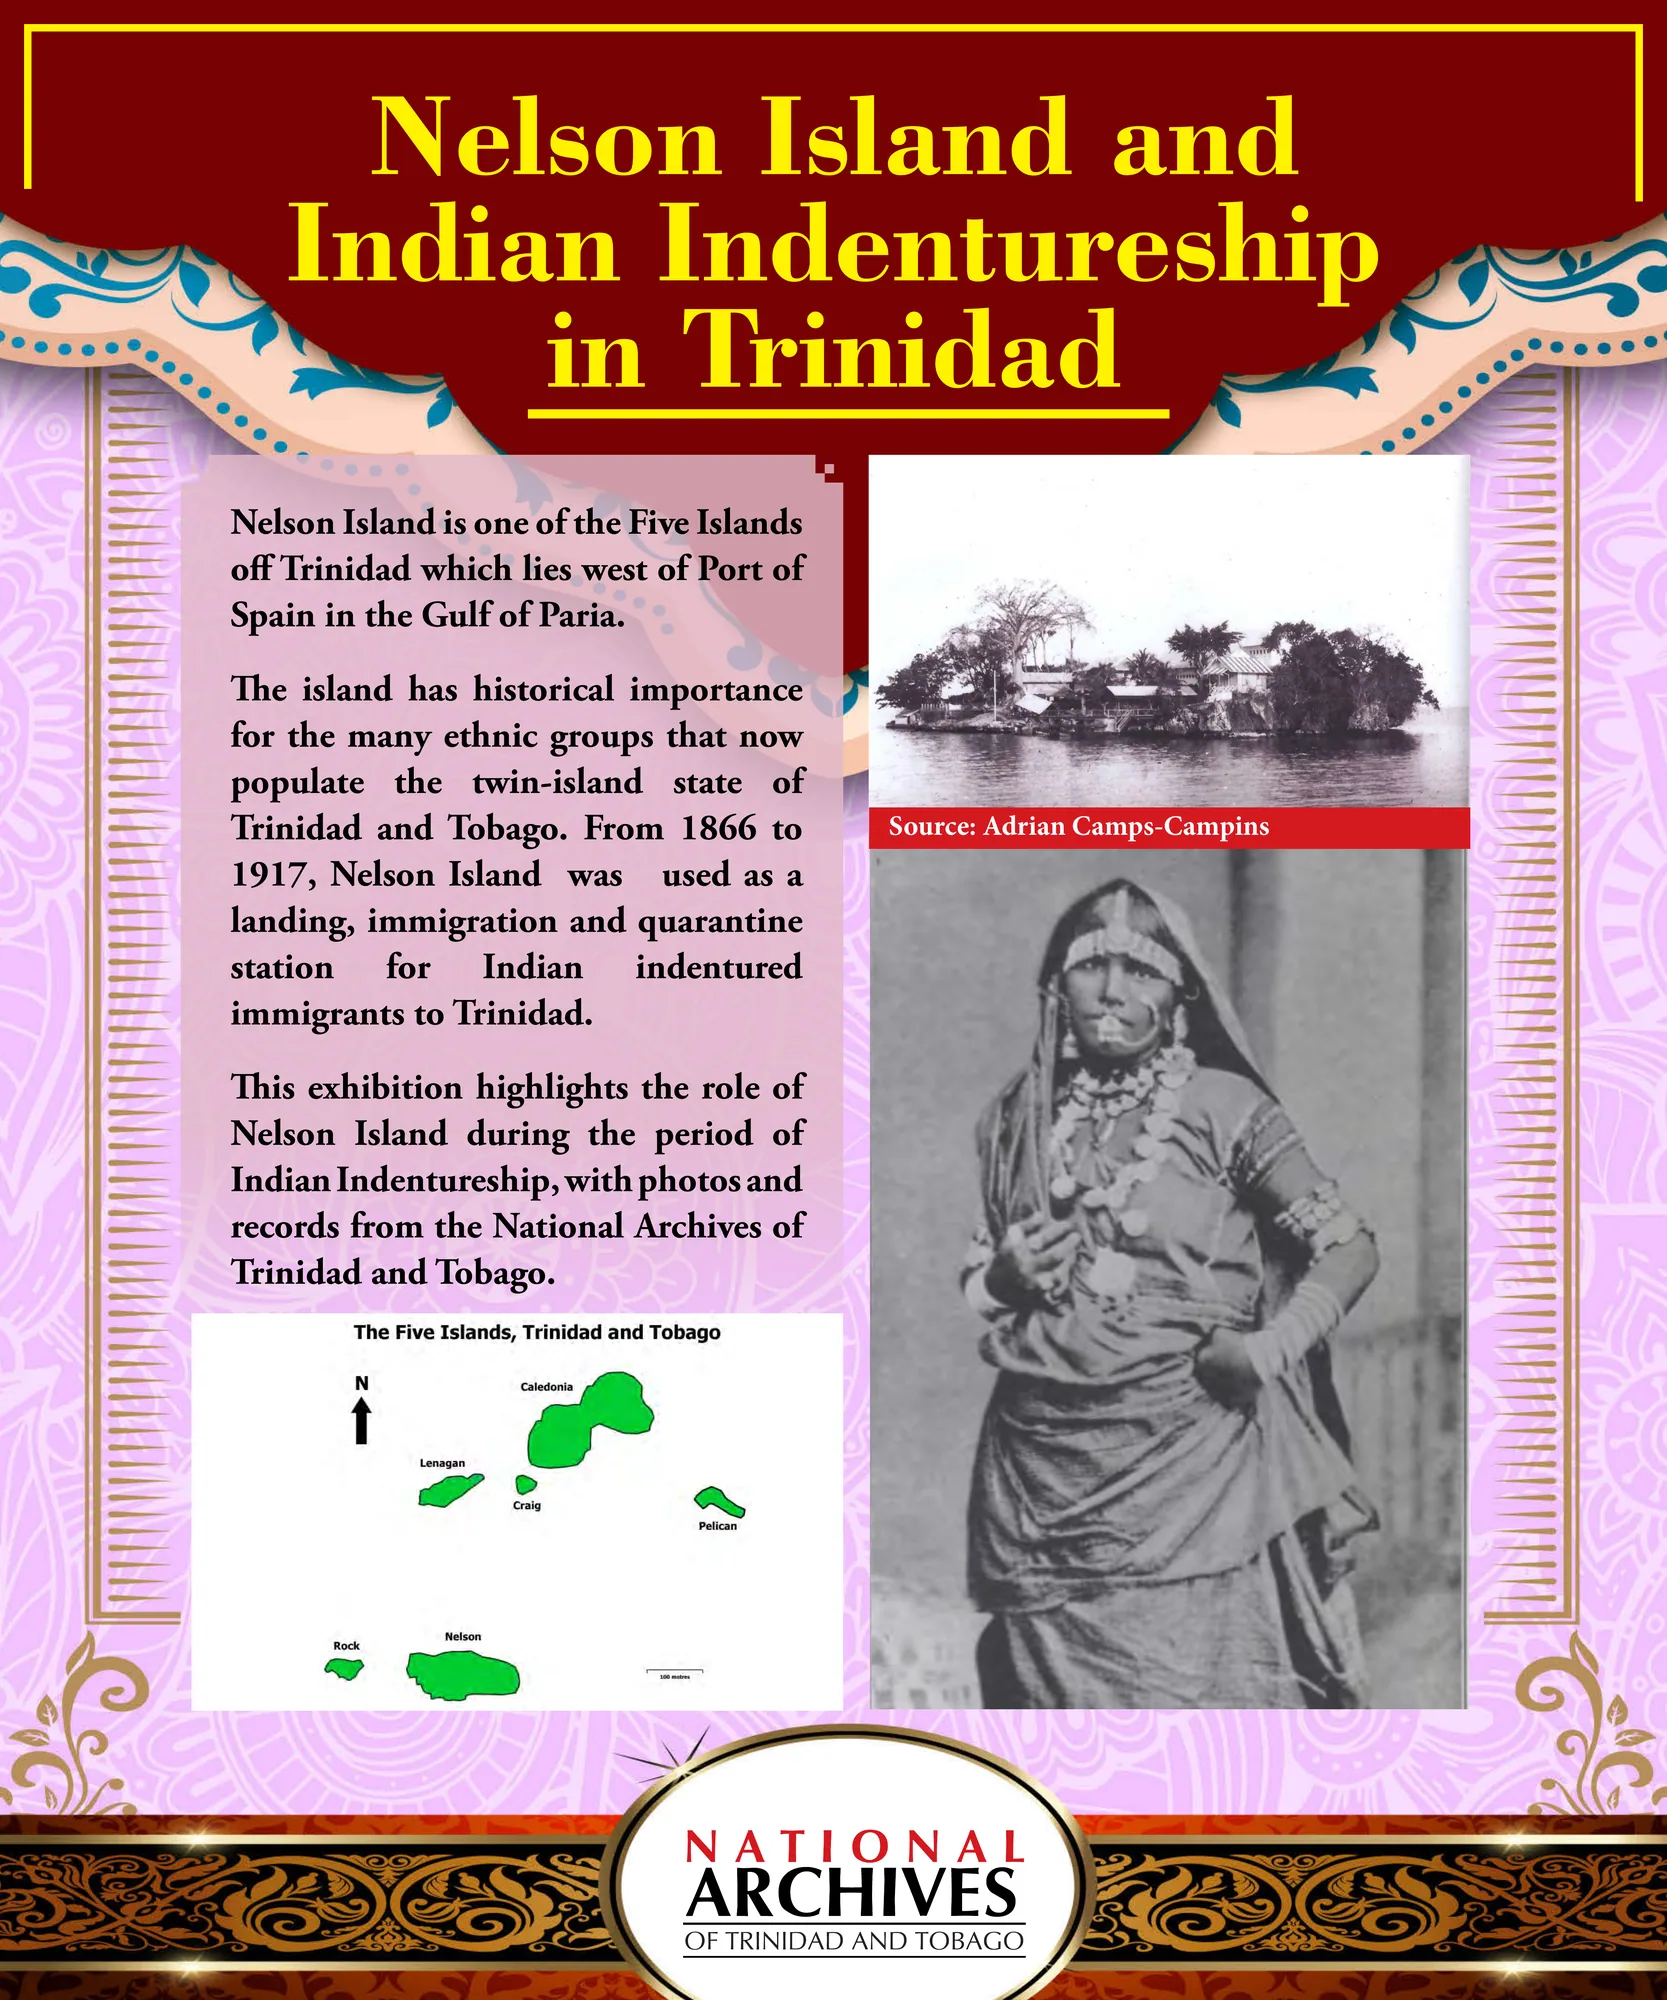 Nelson Island and
Indian Indentureship
in Trinidad
Nelson Island is one of the Five Islands
off Trinidad which lies west of Port of
Spain in the Gulf of Paria.
The island has historical importance
for the many ethnic groups that now
populate the twin-island state of
Trinidad and Tobago. From 1866 to
1917, Nelson Island was used as a
landing, immigration and quarantine
station for Indian indentured
immigrants to Trinidad.
This exhibition highlights the role of
Nelson Island during the period of
Indian Indentureship, with photos and
records from the National Archives of
Trinidad and Tobago.
Source: Adrian Camps-Campins
The Five Islands, Trinidad and Tobago
N
Caledonia
Lenagan
Craig
Pelican
Rock
Nelson
100 metres
NATIONAL
ARCHIVES
OF TRINIDAD AND TOBAGO